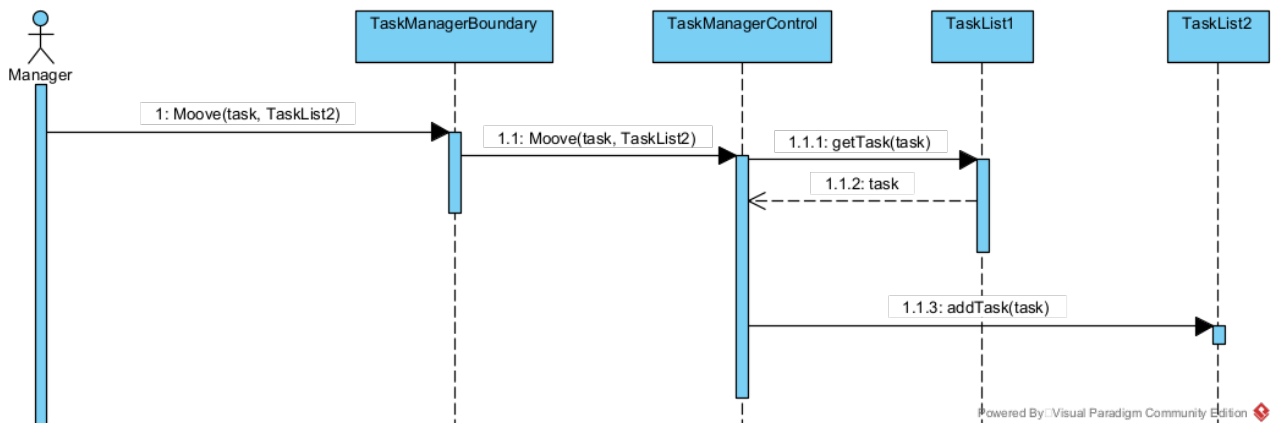 TaskManagerBoundary
TaskManagerControl
TaskList1
TaskList2
Manager
1: Moove(task, TaskList2)
1.1: Moove(task, TaskList2)
1.1.1: getTask(task)
1.1.2: task
1.1.3: addTask(task)
Powered By Visual Paradigm Community Edition